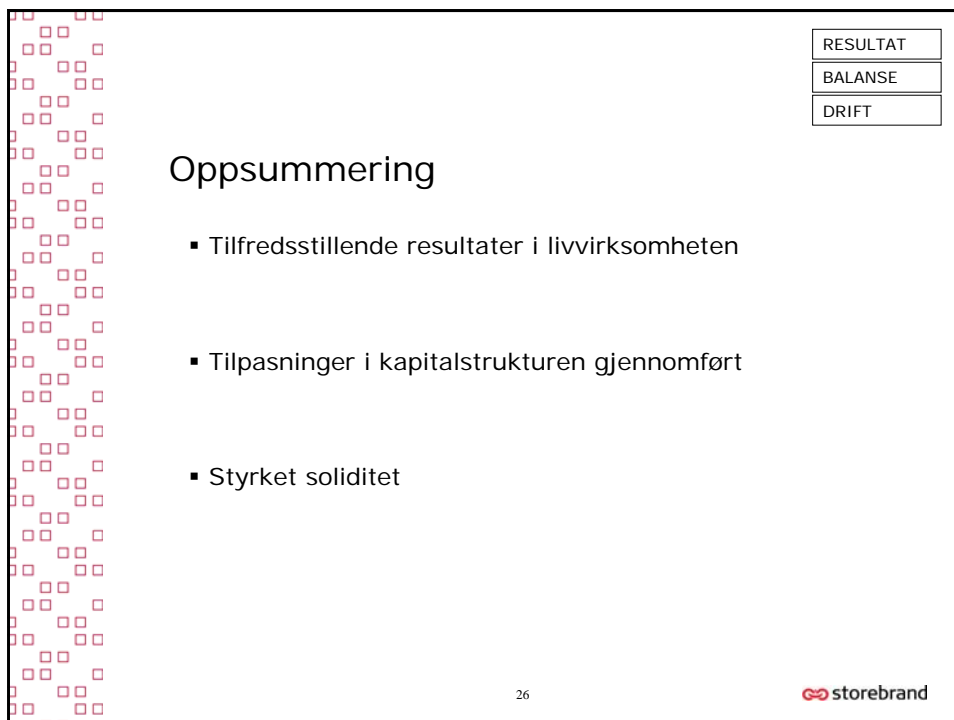 RESULTAT
BALANSE
DRIFT
Oppsummering
▪ Tilfredsstillende resultater i livvirksomheten
▪ Tilpasninger i kapitalstrukturen gjennomført
▪ Styrket soliditet
26
storebrand